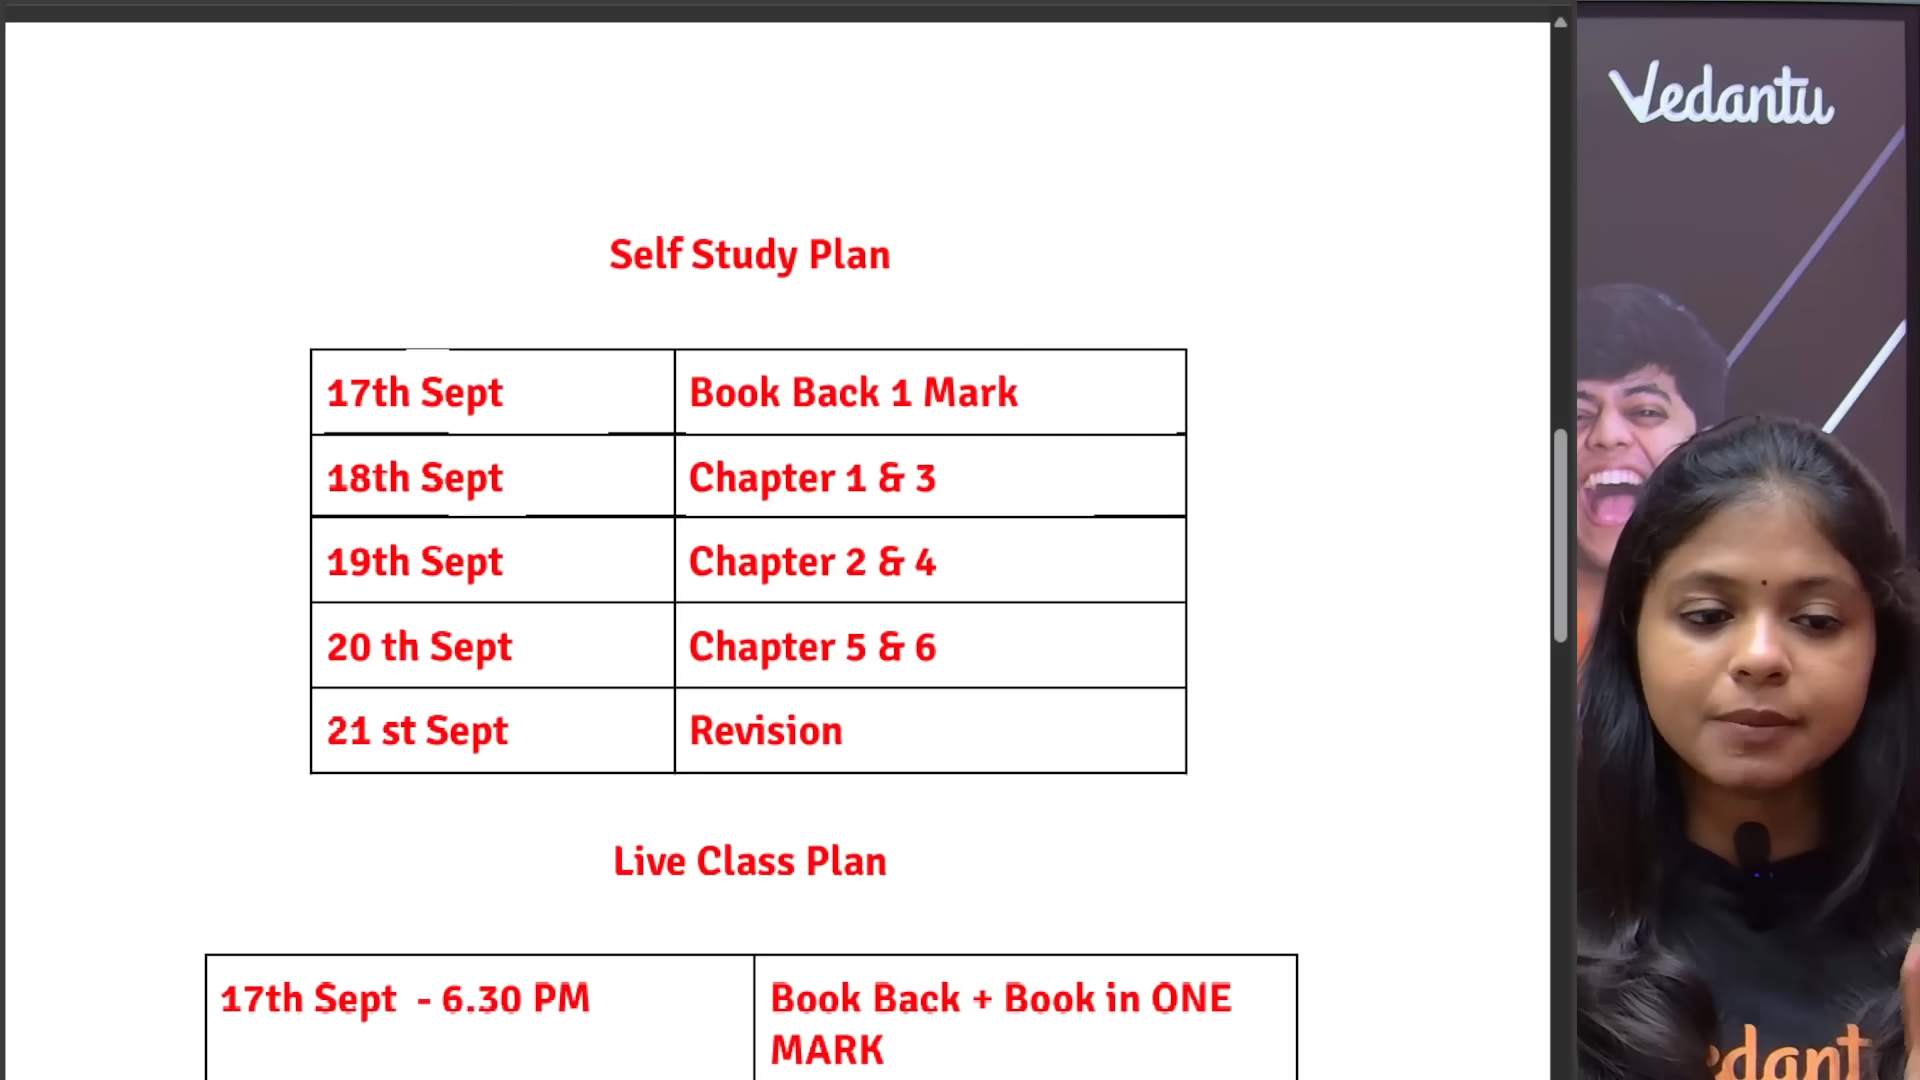 Vedantu
Self Study Plan
17th Sept Book Back 1 Mark
18th Sept Chapter 1 & 3
19th Sept Chapter 2 & 4
20 th Sept Chapter 5 & 6
21 st Sept Revision
Live Class Plan
17th Sept - 6.30 PM Book Back + Book in ONE
MARK
edant